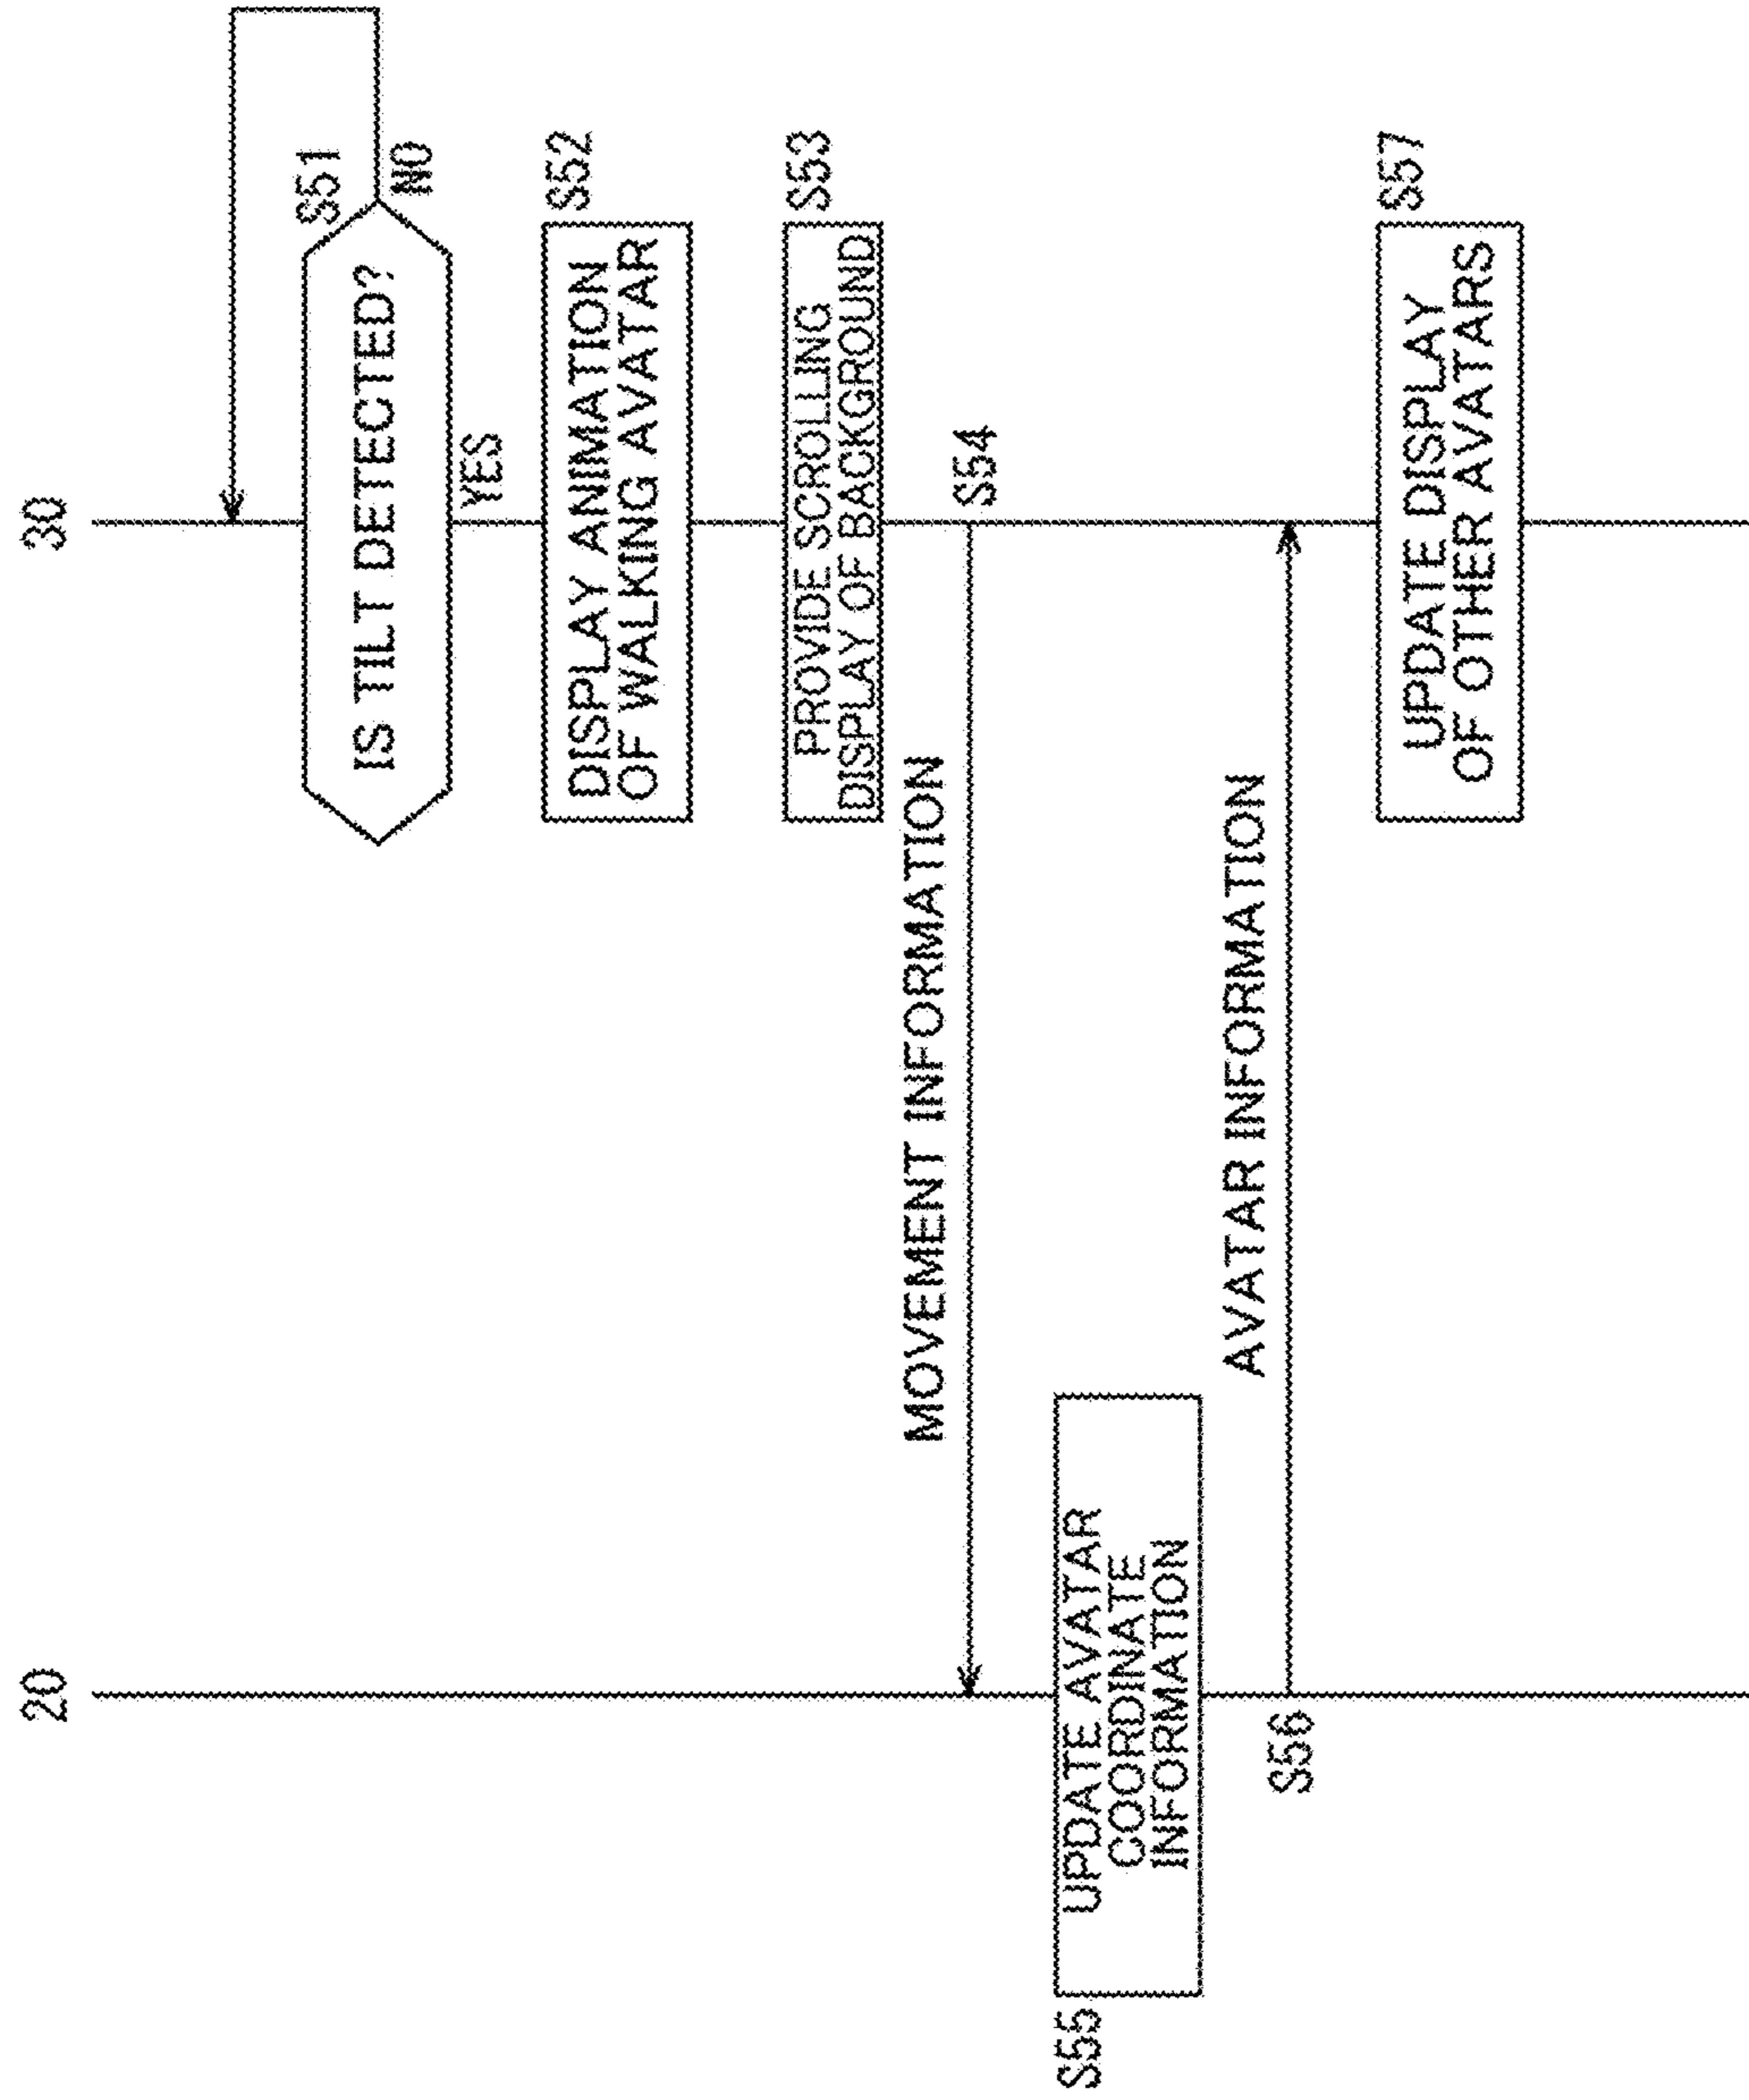 20
30
S51
IS TILT DETECTED?
NO
YES
S52
DISPLAY ANIMATION
OF WALKING AVATAR
S53
PROVIDE SCROLLING
DISPLAY OF BACKGROUND
MOVEMENT INFORMATION
S54
S55
UPDATE AVATAR
COORDINATE
INFORMATION
AVATAR INFORMATION
S56
S57
UPDATE DISPLAY
OF OTHER AVATARS